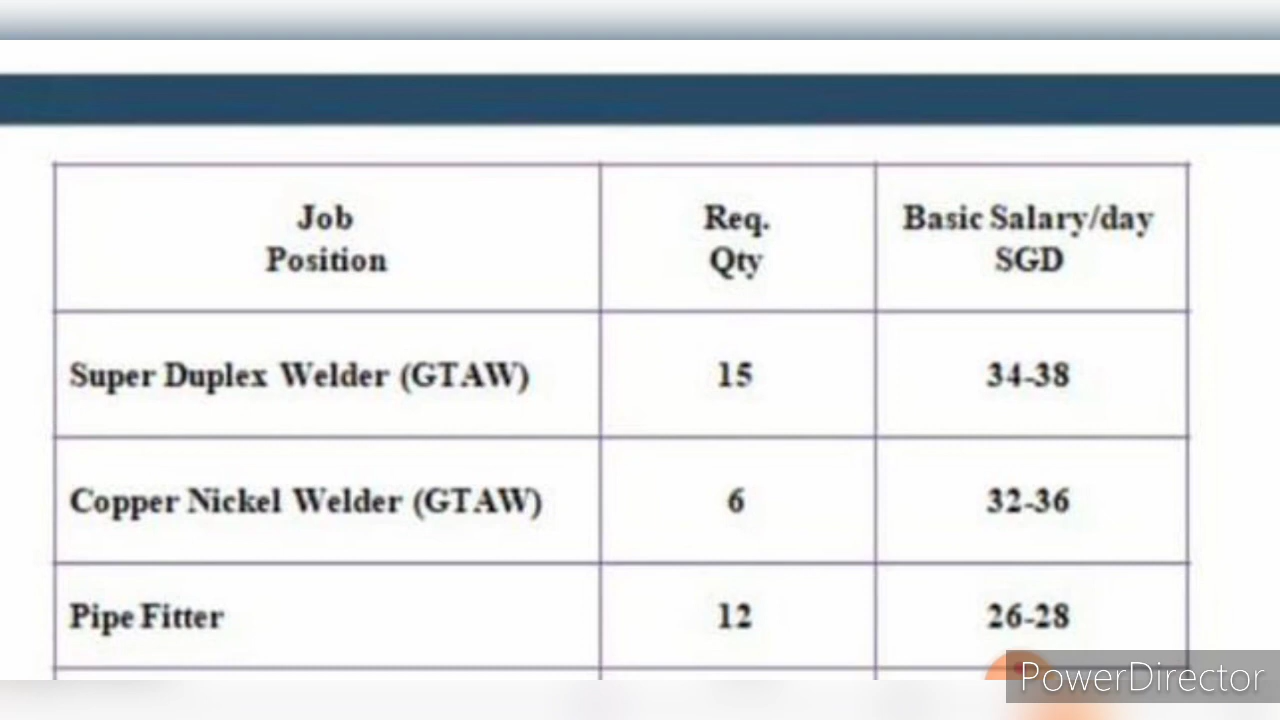 Job Position
Req. Qty
Basic Salary/day SGD
Super Duplex Welder (GTAW)
15
34-38
Copper Nickel Welder (GTAW)
6
32-36
Pipe Fitter
12
26-28
PowerDirector